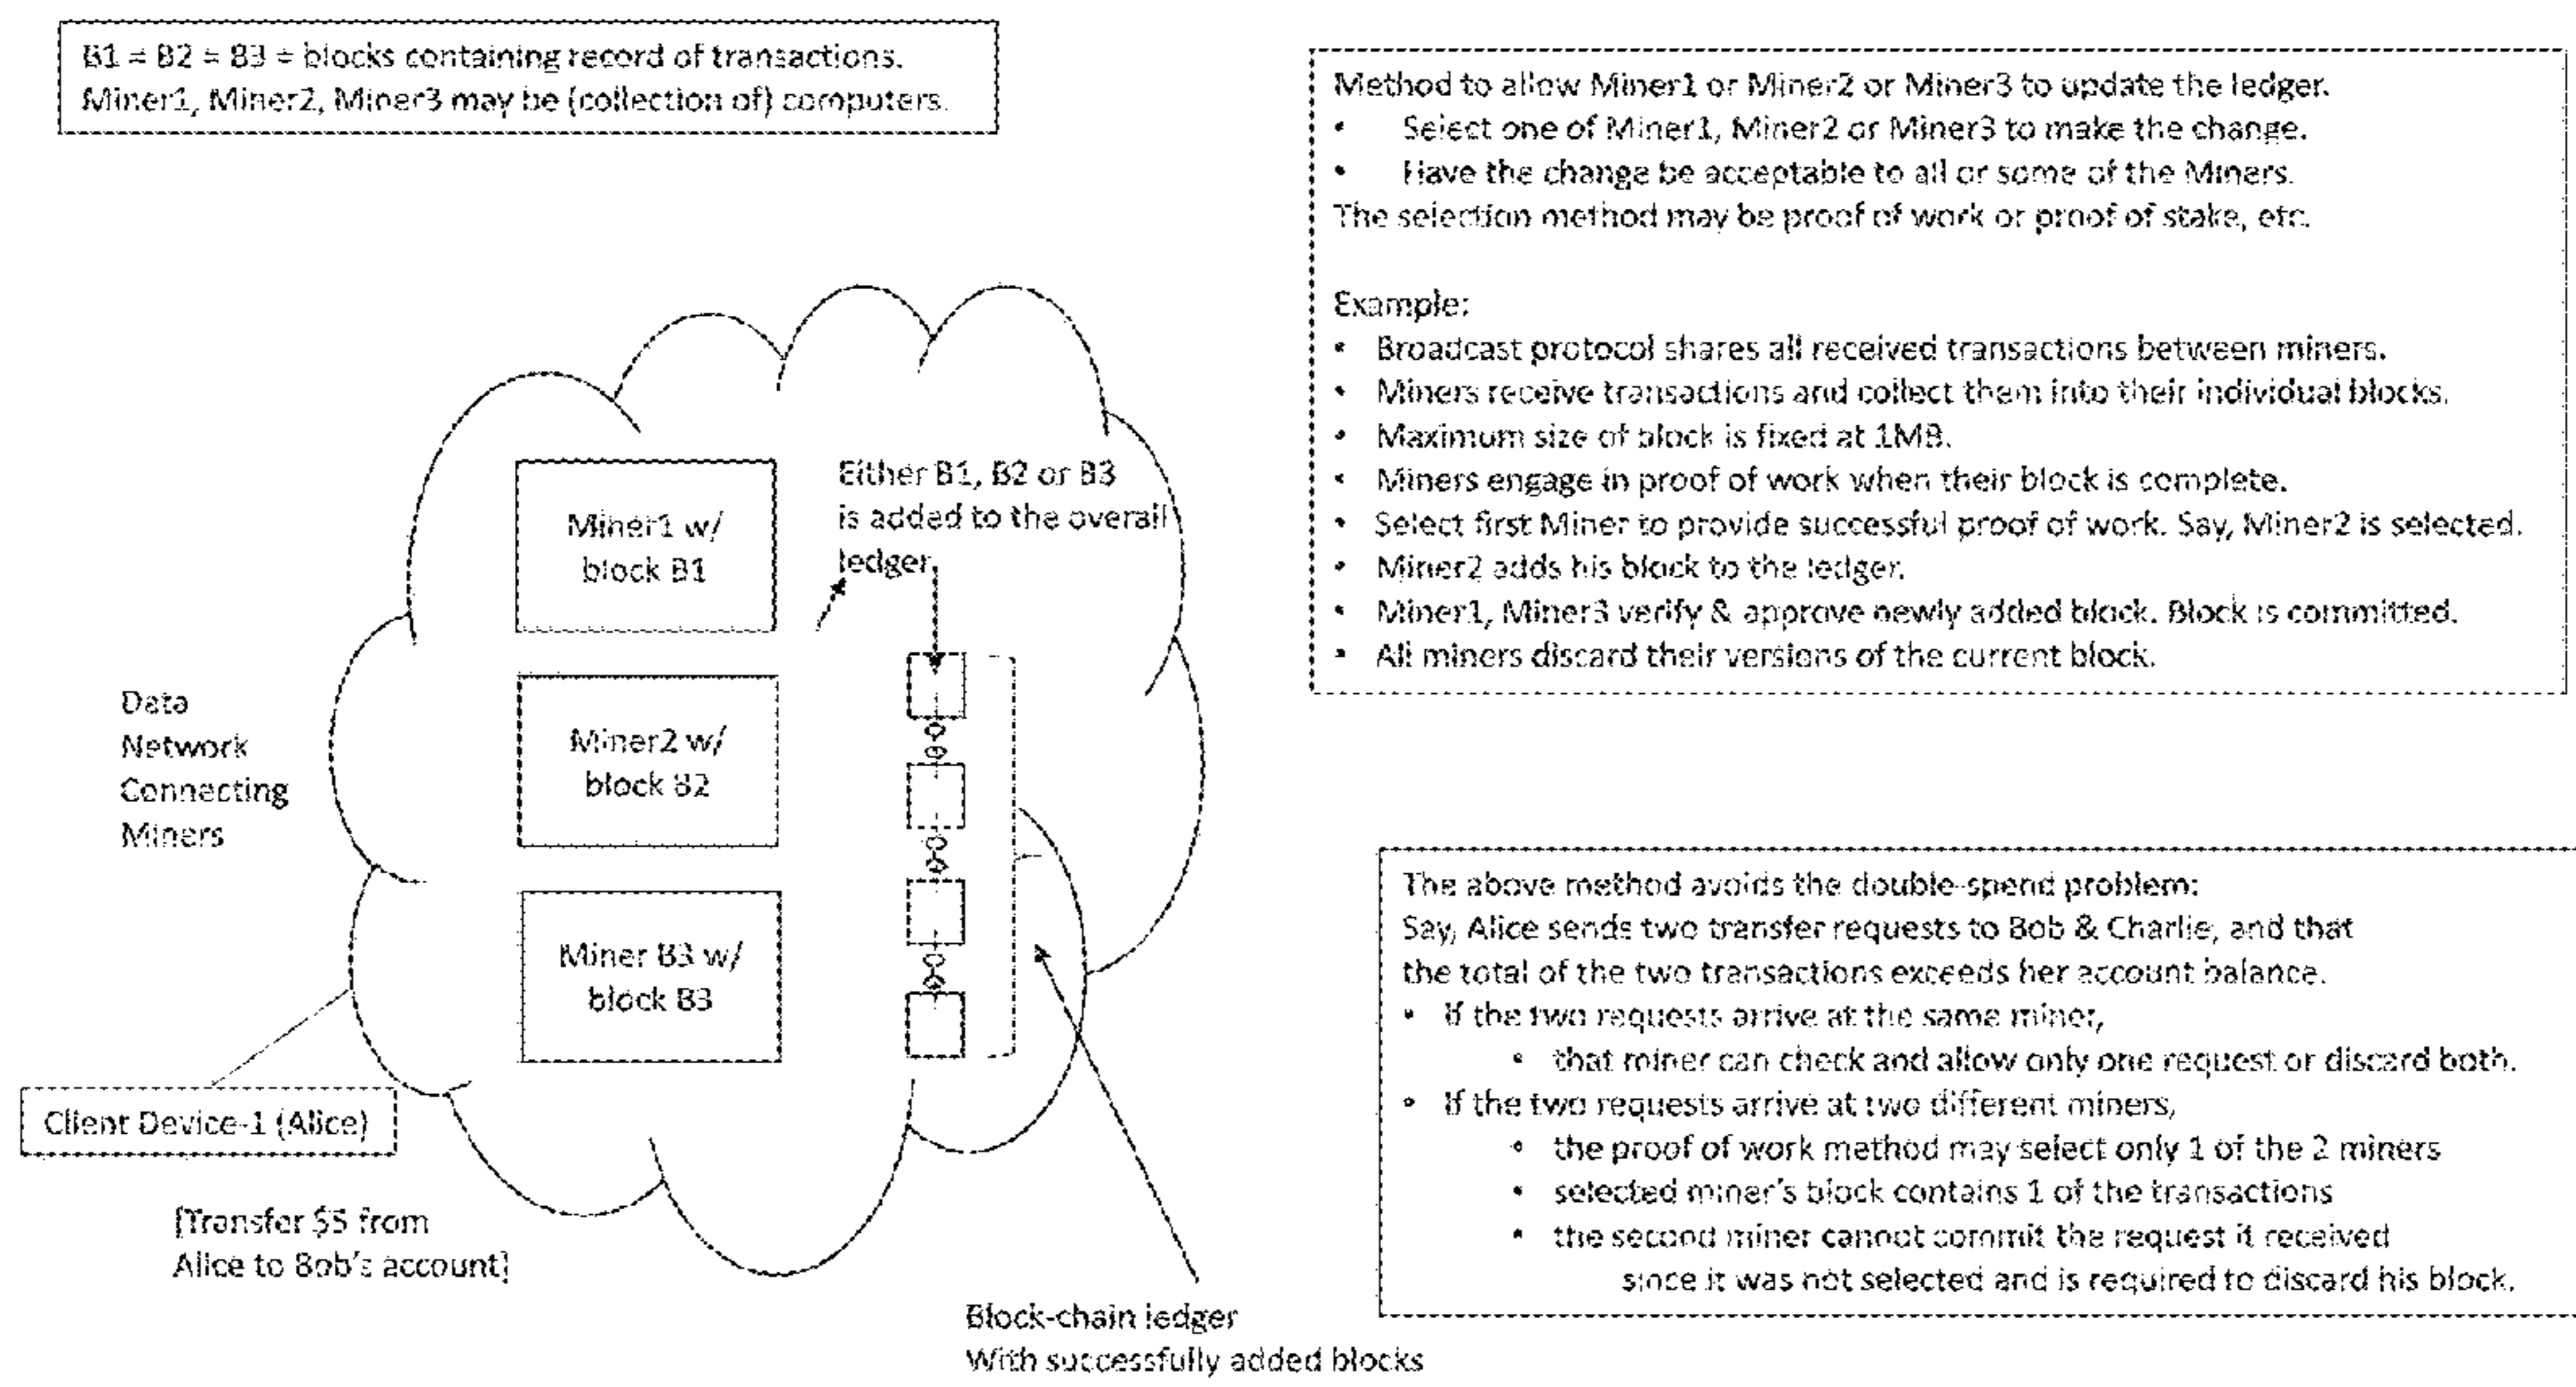 B1 = B2 = B3 = blocks containing record of transactions.
Miner1, Miner2, Miner3 may be (collection of) computers.
Method to allow Miner1 or Miner2 or Miner3 to update the ledger.
• Select one of Miner1, Miner2 or Miner3 to make the change.
• Have the change be acceptable to all or some of the Miners.
The selection method may be proof of work or proof of stake, etc.
Example:
• Broadcast protocol shares all received transactions between miners.
• Miners receive transactions and collect them into their individual blocks.
• Maximum size of block is fixed at 1MB.
• Miners engage in proof of work when their block is complete.
• Select first Miner to provide successful proof of work. Say, Miner2 is selected.
• Miner2 adds his block to the ledger.
• Miner1, Miner3 verify & approve newly added block. Block is committed.
• All miners discard their versions of the current block.
Either B1, B2 or B3
is added to the overall
ledger.
Miner1 w/
block B1
Miner2 w/
block B2
Miner B3 w/
block B3
Data
Network
Connecting
Miners
Client Device-1 (Alice)
[Transfer $5 from
Alice to Bob's account]
Block-chain ledger
With successfully added blocks
The above method avoids the double-spend problem:
Say, Alice sends two transfer requests to Bob & Charlie, and that
the total of the two transactions exceeds her account balance.
• If the two requests arrive at the same miner,
• that miner can check and allow only one request or discard both.
• If the two requests arrive at two different miners,
• the proof of work method may select only 1 of the 2 miners
• selected miner's block contains 1 of the transactions
• the second miner cannot commit the request it received
since it was not selected and is required to discard his block.